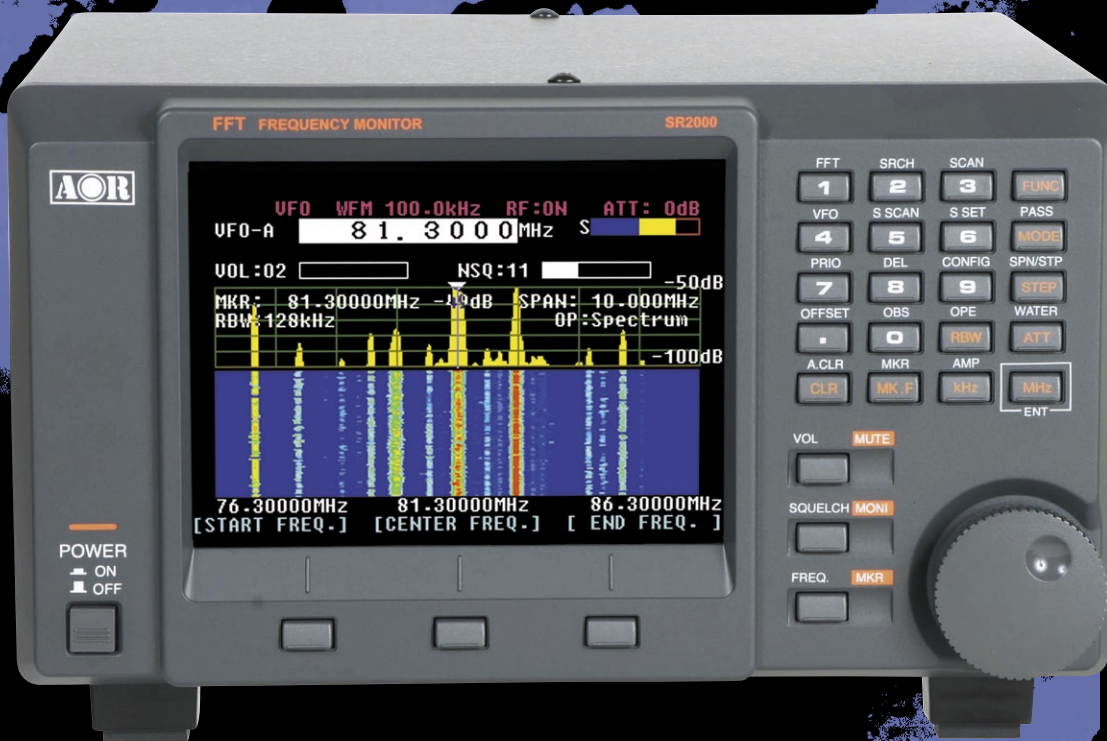 FFT FREQUENCY MONITOR SR2000
AOR
VFO WFM 100.0kHz RF:ON ATT: 0dB
VFO-A 81.3000MHz S
VOL:02 NSQ:11
-50dB
MKR: 81.30000MHz dB SPAN: 10.000MHz
RBW:128kHz OP:Spectrum
-100dB
76.30000MHz 81.30000MHz 86.30000MHz
[START FREQ.] [CENTER FREQ.] [ END FREQ. ]
POWER
ON
OFF
FFT SRCH SCAN
1 2 3 FUNC
VFO S SCAN S SET PASS
4 5 6 MODE
PRIO DEL CONFIG SPN/STP
7 8 9 STEP
OFFSET OBS OPE WATER
. 0 RBW ATT
A.CLR MKR AMP
CLR MK.F kHz MHz
ENT
VOL MUTE
SQUELCH MONI
FREQ. MKR